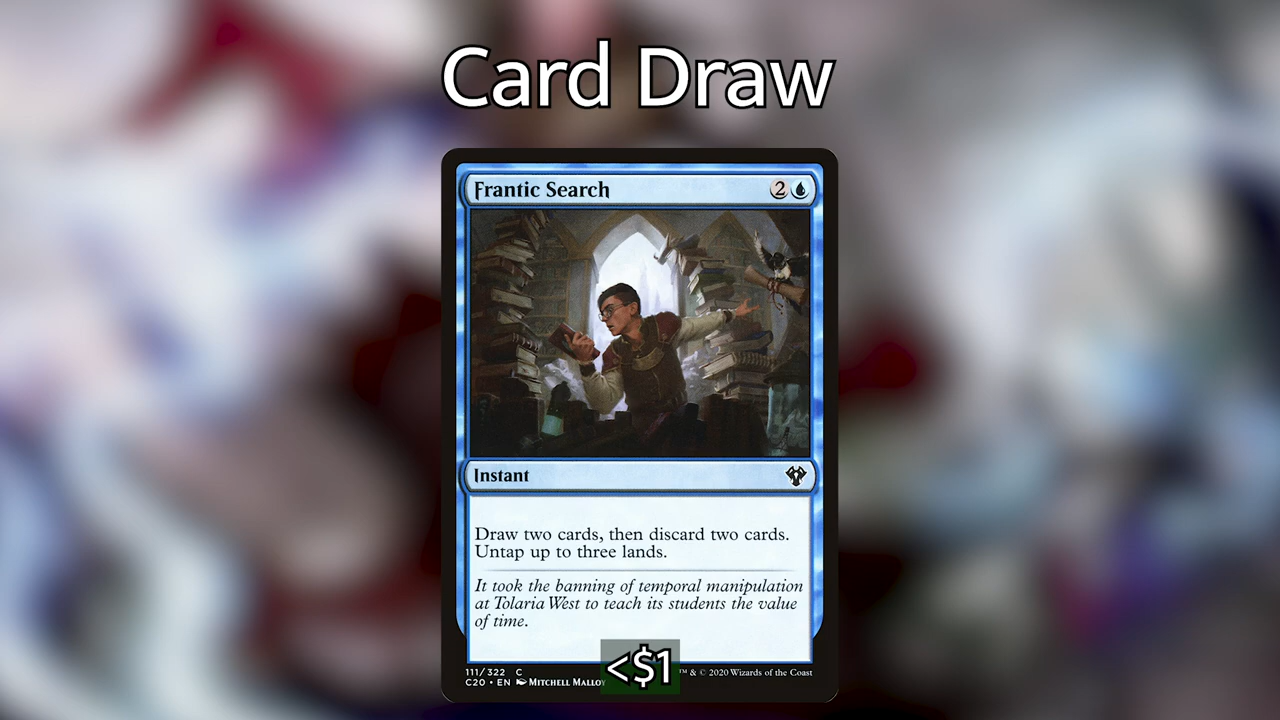 Card Draw
Frantic Search 2
Instant
Draw two cards, then discard two cards.
Untap up to three lands.
It took the banning of temporal manipulation
at Tolaria West to teach its students the value
of time.
<$1
111/322 C
™ & © 2020 Wizards of the Coast
C20 • EN Mitchell Malloy